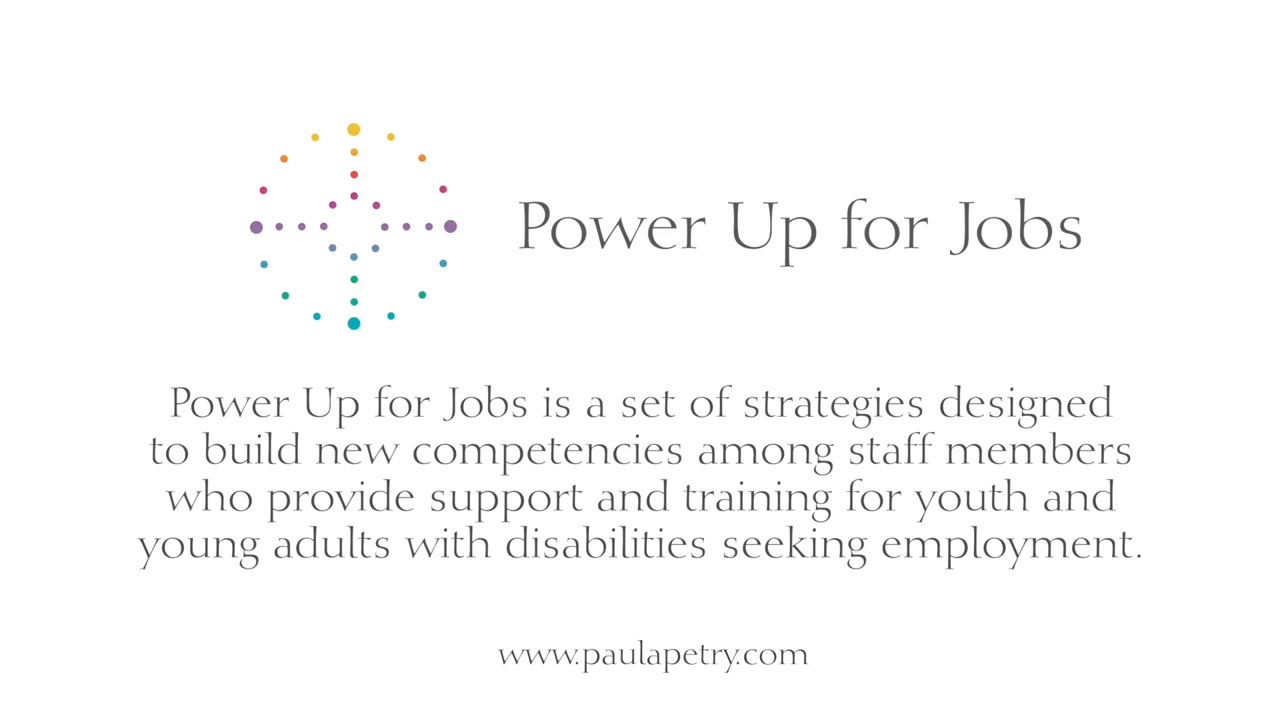 Power Up for Jobs
Power Up for Jobs is a set of strategies designed
to build new competencies among staff members
who provide support and training for youth and
young adults with disabilities seeking employment.
www.paulapetry.com